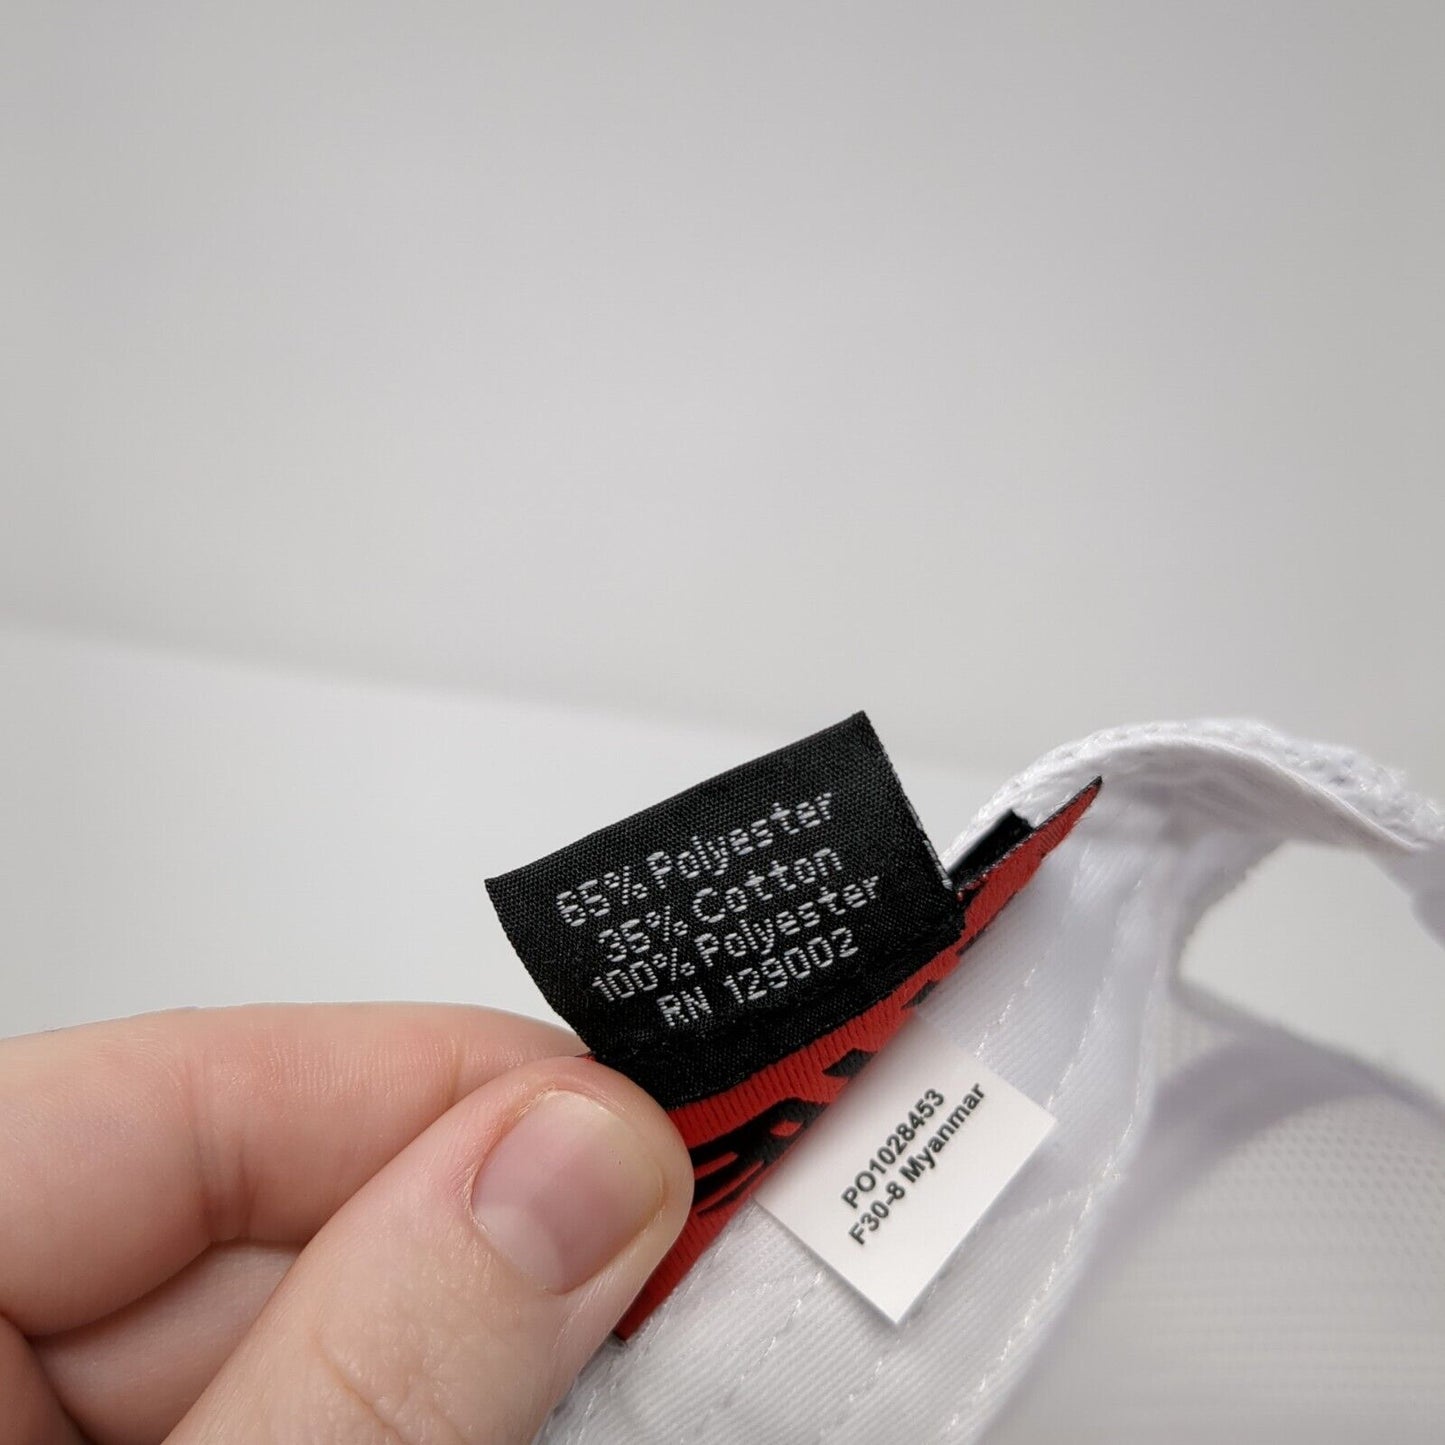 65% Polyester
35% Cotton
100% Polyester
RN 129002
PO1028453
F30-8 Myanmar